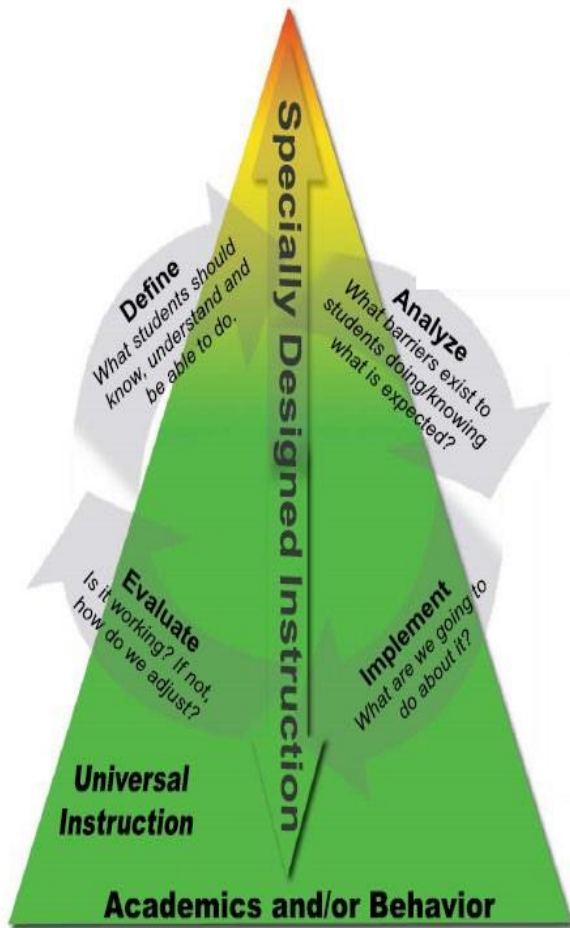 Specially Designed Instruction
Define
What students should
know, understand and
be able to do.
Analyze
What barriers exist to
students doing/knowing
what is expected?
Implement
What are we going to
do about it?
Evaluate
Is it working? If not,
how do we adjust?
Universal
Instruction
Academics and/or Behavior